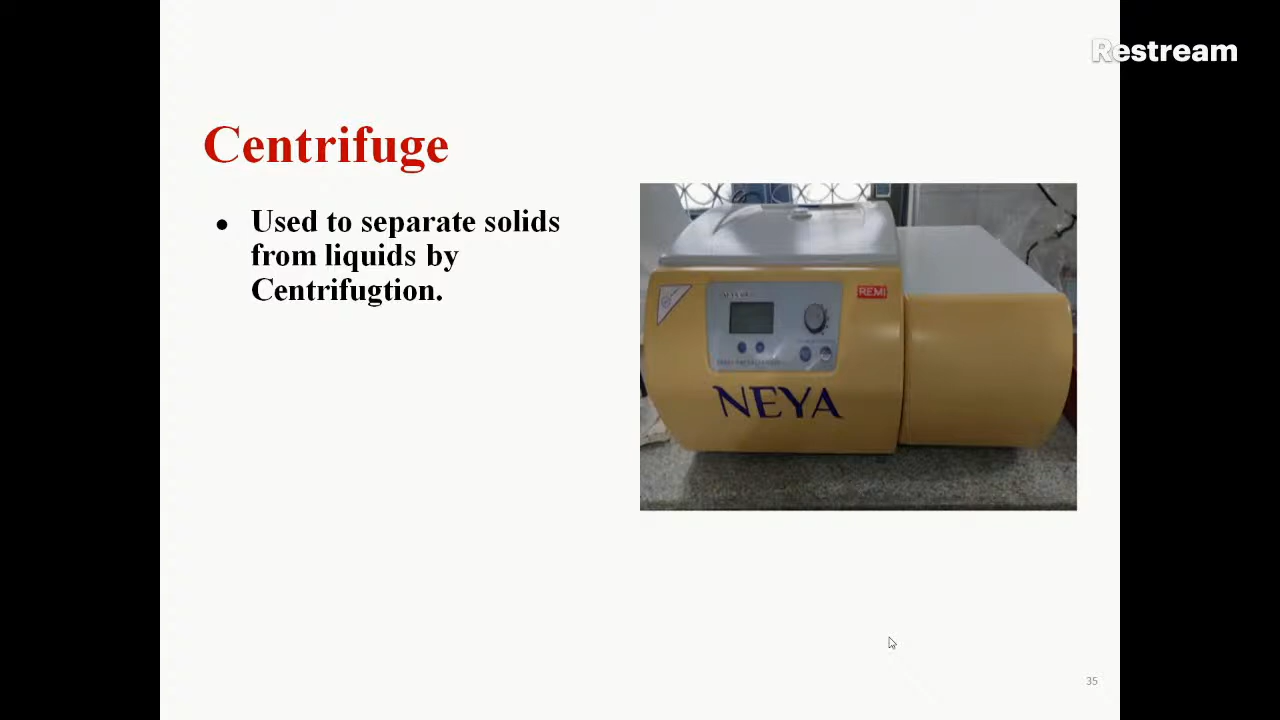 Restream
Centrifuge
● Used to separate solids
from liquids by
Centrifugtion.
REMI
NEYA
35